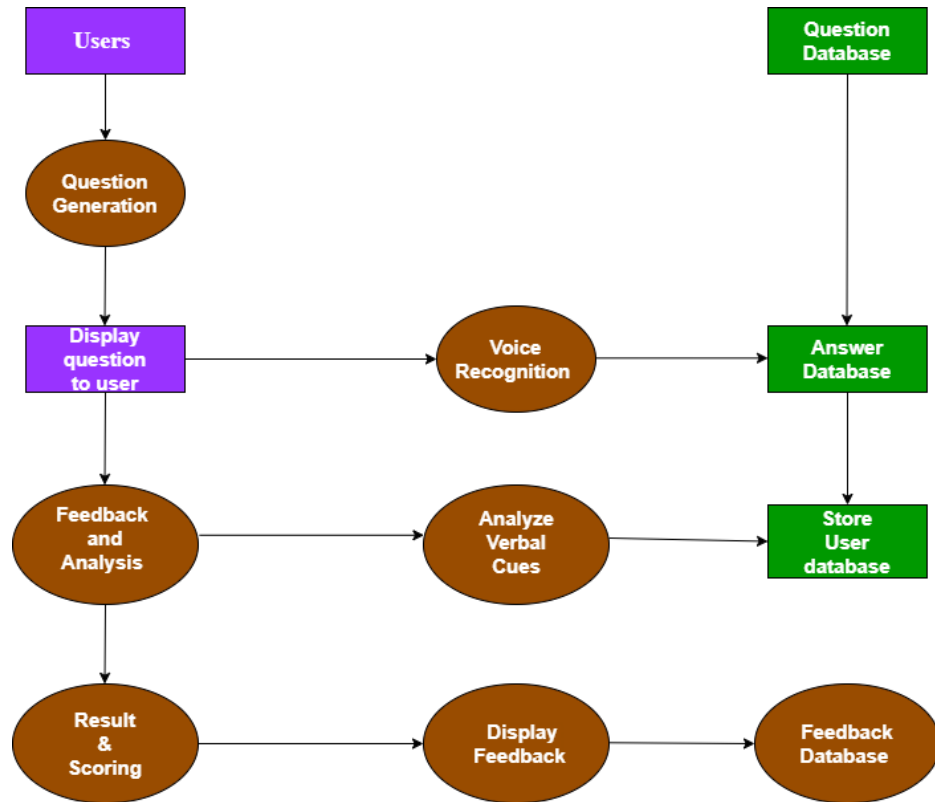 Users
Question
Database
Question
Generation
Display
question
to user
Voice
Recognition
Answer
Database
Feedback
and
Analysis
Analyze
Verbal
Cues
Store
User
database
Result
&
Scoring
Display
Feedback
Feedback
Database